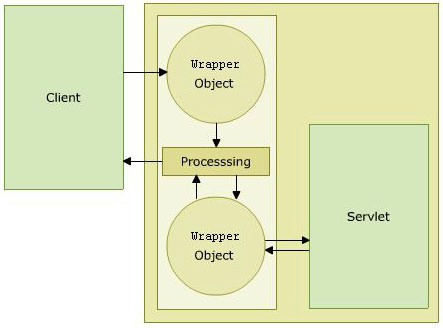 Client
Wrapper
Object
Processsing
Wrapper
Object
Servlet